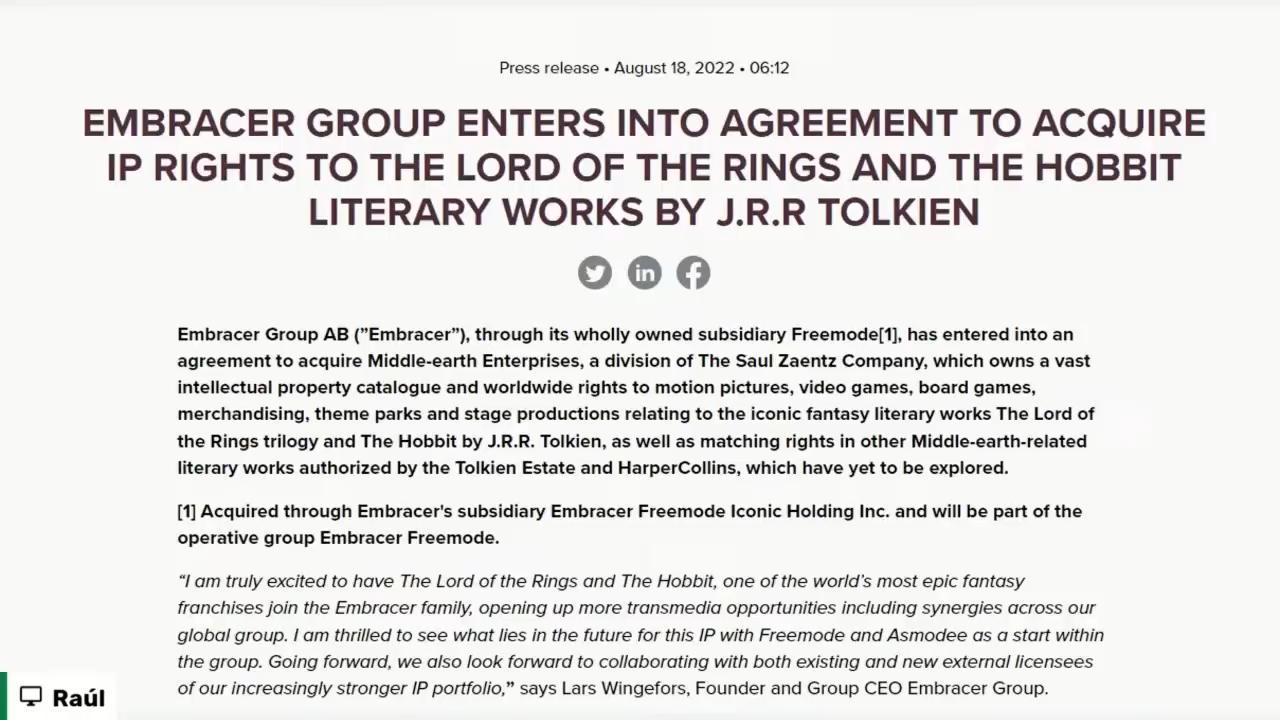 Press release • August 18, 2022 • 06:12
EMBRACER GROUP ENTERS INTO AGREEMENT TO ACQUIRE
IP RIGHTS TO THE LORD OF THE RINGS AND THE HOBBIT
LITERARY WORKS BY J.R.R TOLKIEN
in
Embracer Group AB (”Embracer”), through its wholly owned subsidiary Freemode[1], has entered into an
agreement to acquire Middle-earth Enterprises, a division of The Saul Zaentz Company, which owns a vast
intellectual property catalogue and worldwide rights to motion pictures, video games, board games,
merchandising, theme parks and stage productions relating to the iconic fantasy literary works The Lord of
the Rings trilogy and The Hobbit by J.R.R. Tolkien, as well as matching rights in other Middle-earth-related
literary works authorized by the Tolkien Estate and HarperCollins, which have yet to be explored.
[1] Acquired through Embracer's subsidiary Embracer Freemode Iconic Holding Inc. and will be part of the
operative group Embracer Freemode.
“I am truly excited to have The Lord of the Rings and The Hobbit, one of the world’s most epic fantasy
franchises join the Embracer family, opening up more transmedia opportunities including synergies across our
global group. I am thrilled to see what lies in the future for this IP with Freemode and Asmodee as a start within
the group. Going forward, we also look forward to collaborating with both existing and new external licensees
of our increasingly stronger IP portfolio,” says Lars Wingefors, Founder and Group CEO Embracer Group.
Raúl